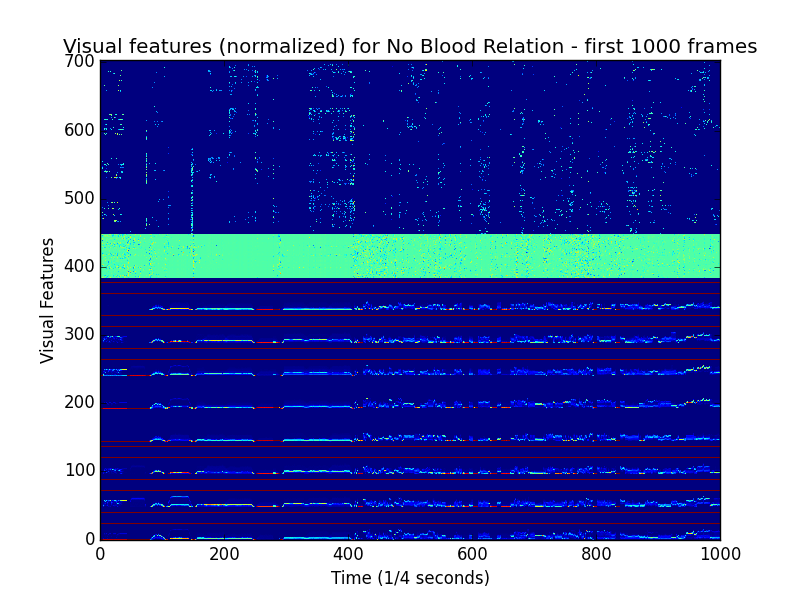 Visual features (normalized) for No Blood Relation - first 1000 frames
700
600
500
400
300
200
100
0
Visual Features
0 200 400 600 800 1000
Time (1/4 seconds)